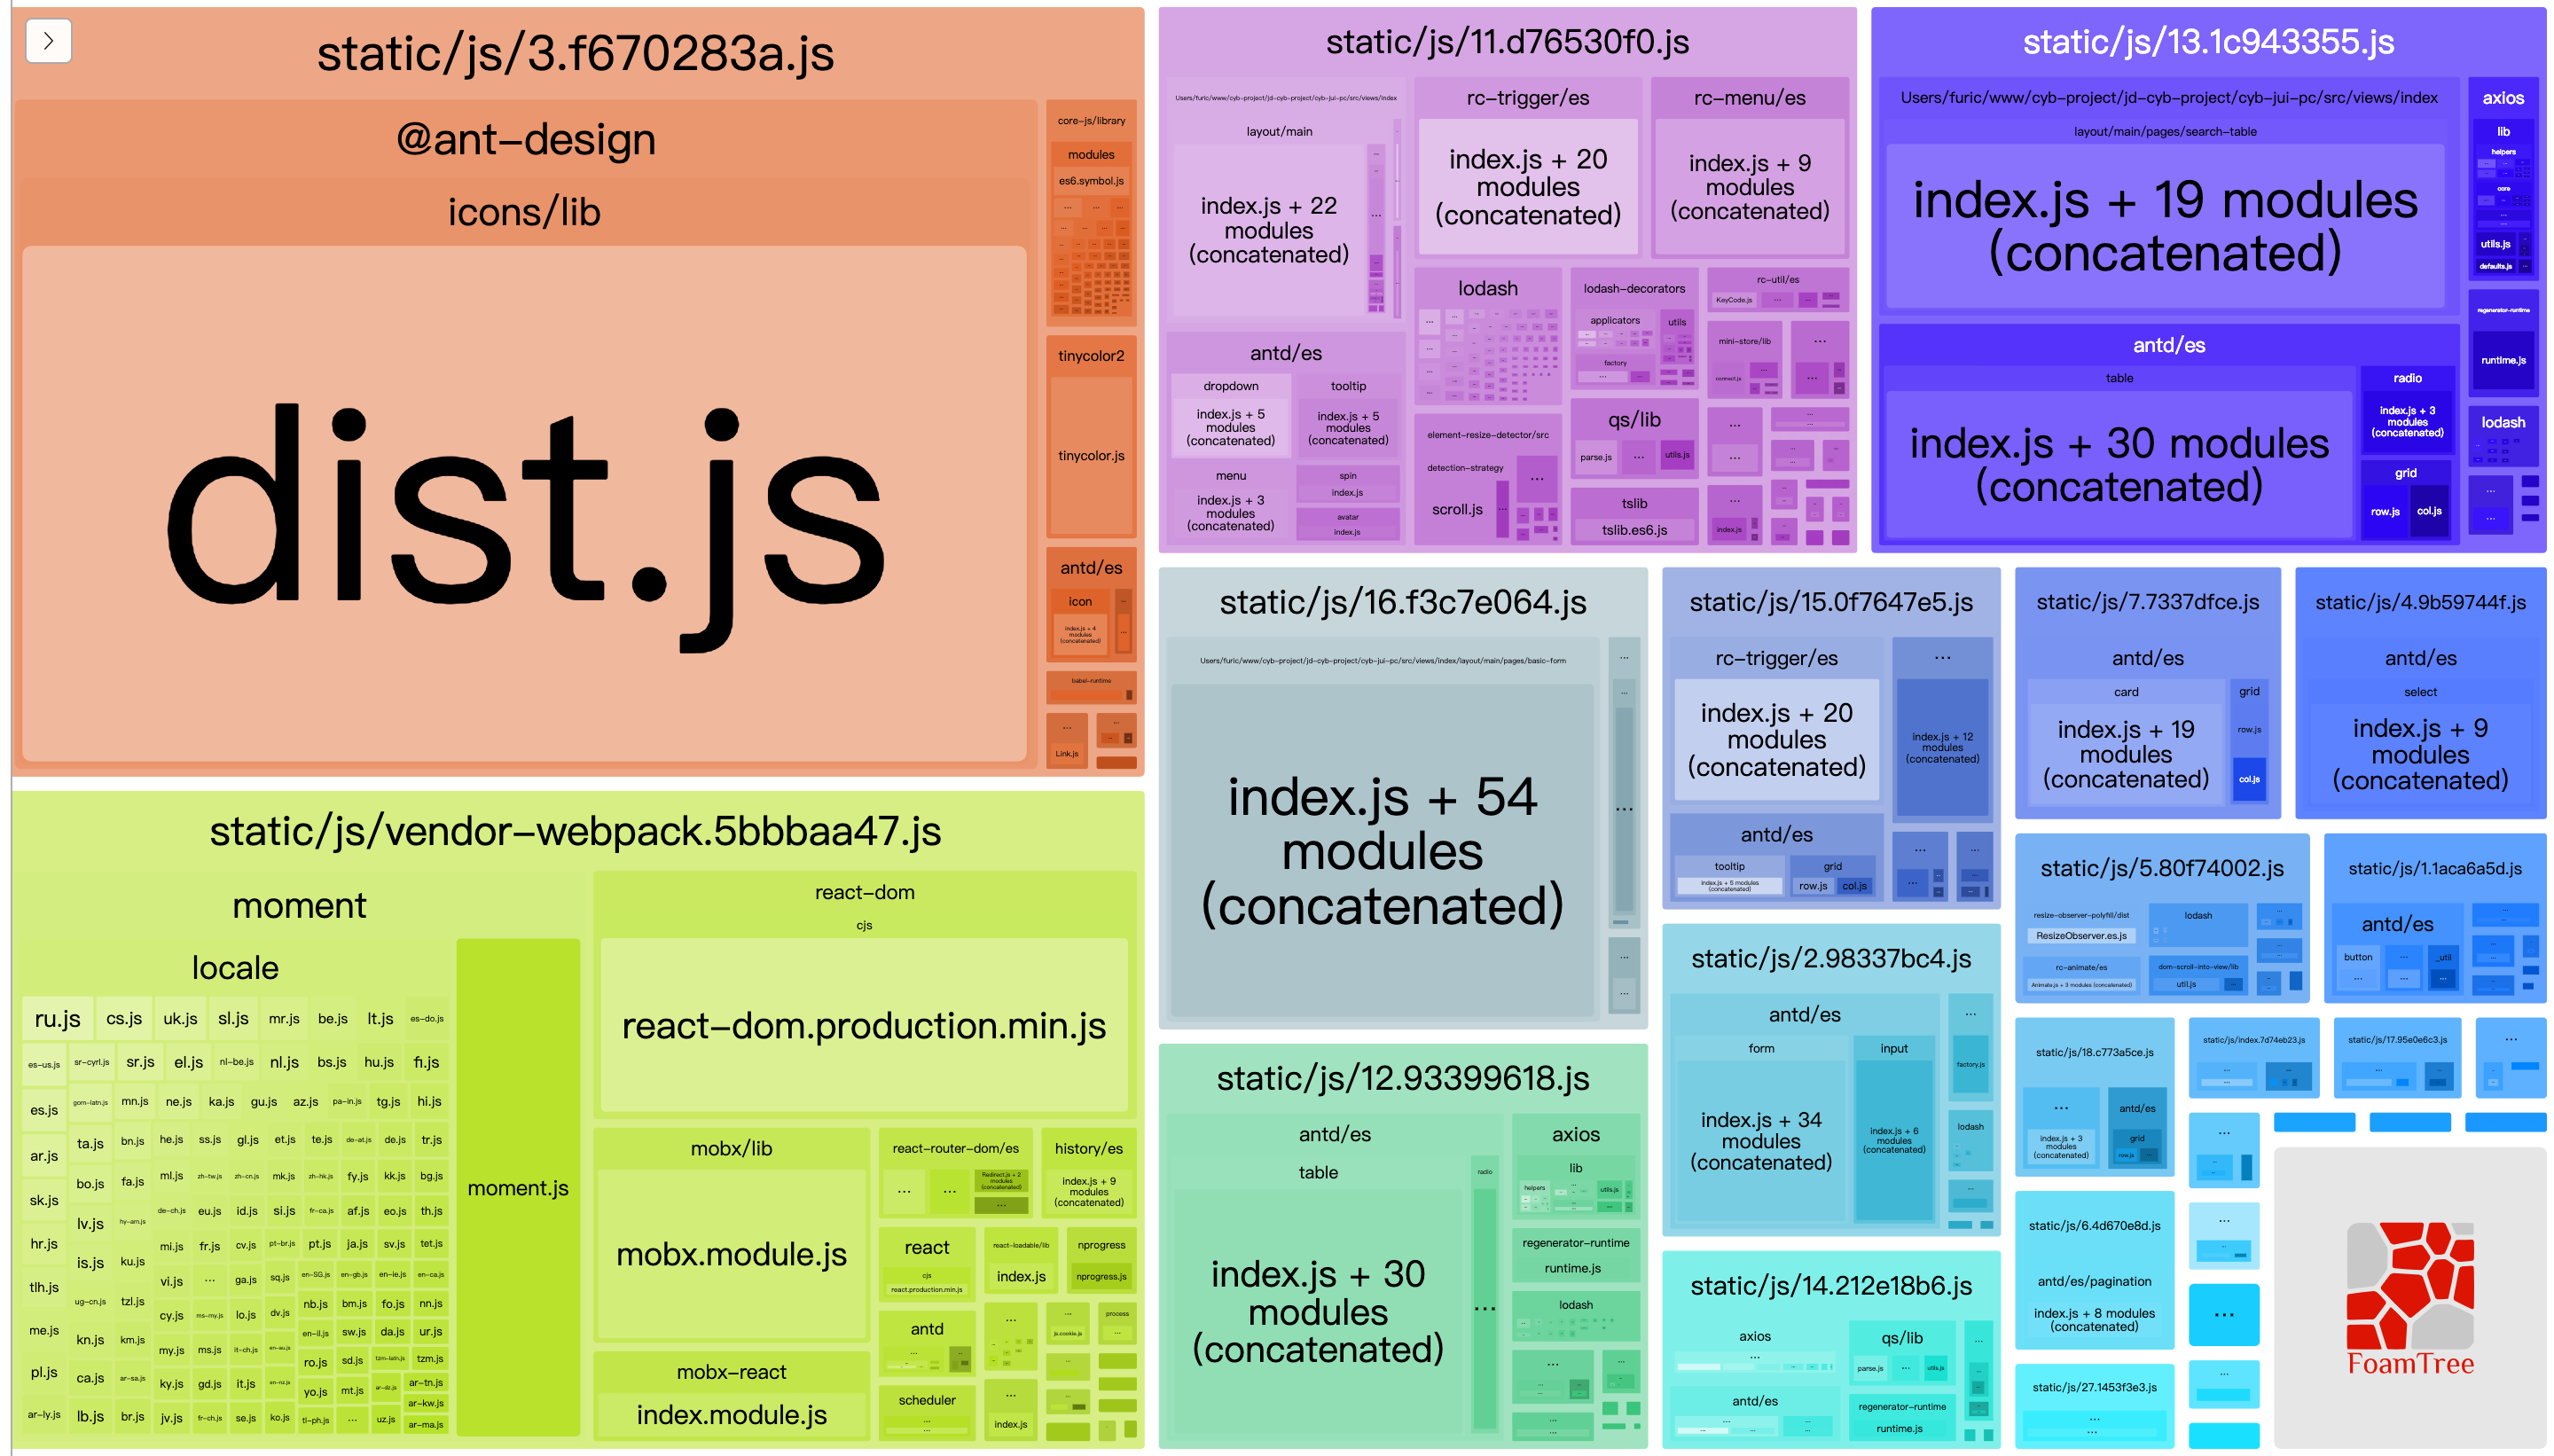 static/js/3.f670283a.js
@ant-design
icons/lib
dist.js
core-js/library
modules
es6.symbol.js
tinycolor2
tinycolor.js
antd/es
icon
index.js + 4
modules
(concatenated)
babel-runtime
Link.js
static/js/vendor-webpack.5bbbaa47.js
moment
locale
ru.js cs.js uk.js sl.js mr.js be.js lt.js es-do.js
es-us.js sr-cyrl.js sr.js el.js nl-be.js nl.js bs.js hu.js fi.js
es.js gom-latn.js mn.js ne.js ka.js gu.js az.js pa-in.js tg.js hi.js
ar.js ta.js bn.js he.js ss.js gl.js et.js te.js de-at.js de.js tr.js
sk.js bo.js fa.js ml.js zh-tw.js zh-cn.js mk.js zh-hk.js fy.js kk.js bg.js
hr.js lv.js hy-am.js de-ch.js eu.js id.js si.js fr-ca.js af.js eo.js th.js
tlh.js is.js ku.js mi.js fr.js cv.js pt-br.js pt.js ja.js sv.js tet.js
me.js ug-cn.js tzl.js vi.js ... ga.js sq.js en-SG.js en-gb.js en-ie.js en-ca.js
pl.js kn.js km.js cy.js ms-my.js lo.js dv.js nb.js bm.js fo.js nn.js
ar-ly.js ca.js ar-sa.js my.js ms.js it-ch.js en-au.js en-il.js sw.js da.js ur.js
lb.js br.js ky.js gd.js it.js en-nz.js ro.js sd.js tzm-latn.js tzm.js
jv.js fr-ch.js se.js ko.js yo.js mt.js ar-dz.js ar-tn.js
tl-ph.js ... uz.js ar-kw.js
ar-ma.js
moment.js
react-dom
cjs
react-dom.production.min.js
mobx/lib
mobx.module.js
mobx-react
index.module.js
react-router-dom/es
... ... Redirect.js + 2
modules
(concatenated)
...
history/es
index.js + 9
modules
(concatenated)
react
cjs
react.production.min.js
react-loadable/lib
index.js
nprogress
nprogress.js
antd
...
scheduler
...
...
index.js
...
js.cookie.js
process
...
static/js/11.d76530f0.js
Users/furic/www/cyb-project/jd-cyb-project/cyb-jui-pc/src/views/index
layout/main
index.js + 22
modules
(concatenated)
rc-trigger/es
index.js + 20
modules
(concatenated)
rc-menu/es
index.js + 9
modules
(concatenated)
antd/es
dropdown
index.js + 5
modules
(concatenated)
tooltip
index.js + 5
modules
(concatenated)
menu
index.js + 3
modules
(concatenated)
spin
index.js
avatar
index.js
lodash
element-resize-detector/src
detection-strategy
scroll.js
...
lodash-decorators
applicators
utils
factory
...
qs/lib
parse.js ... utils.js
tslib
tslib.es6.js
rc-util/es
KeyCode.js ...
mini-store/lib
connect.js
...
index.js
static/js/13.1c943355.js
Users/furic/www/cyb-project/jd-cyb-project/cyb-jui-pc/src/views/index
layout/main/pages/search-table
index.js + 19 modules
(concatenated)
antd/es
table
index.js + 30 modules
(concatenated)
radio
index.js + 3
modules
(concatenated)
grid
row.js col.js
axios
lib
helpers
core
utils.js
defaults.js
regenerator-runtime
runtime.js
lodash
...
static/js/16.f3c7e064.js
Users/furic/www/cyb-project/jd-cyb-project/cyb-jui-pc/src/views/index/layout/main/pages/basic-form
index.js + 54
modules
(concatenated)
...
static/js/12.93399618.js
antd/es
table
index.js + 30
modules
(concatenated)
radio
...
axios
lib
helpers ... utils.js
regenerator-runtime
runtime.js
lodash
...
static/js/15.0f7647e5.js
rc-trigger/es
index.js + 20
modules
(concatenated)
...
index.js + 12
modules
(concatenated)
antd/es
tooltip
index.js + 5 modules
(concatenated)
grid
row.js col.js
...
static/js/2.98337bc4.js
antd/es
form
index.js + 34
modules
(concatenated)
input
index.js + 6
modules
(concatenated)
...
factory.js
lodash
static/js/14.212e18b6.js
axios
...
antd/es
...
qs/lib
parse.js ... utils.js
regenerator-runtime
runtime.js
static/js/7.7337dfce.js
antd/es
card
index.js + 19
modules
(concatenated)
grid
row.js
col.js
static/js/4.9b59744f.js
antd/es
select
index.js + 9
modules
(concatenated)
static/js/5.80f74002.js
resize-observer-polyfill/dist
ResizeObserver.es.js
rc-animate/es
Animate.js + 3 modules (concatenated)
lodash
dom-scroll-into-view/lib
util.js ...
static/js/1.1aca6a5d.js
antd/es
button ... _util
... ... ...
static/js/18.c773a5ce.js
...
index.js + 3
modules
(concatenated)
antd/es
grid
row.js ...
static/js/index.7d74eb23.js
...
static/js/17.95e0e6c3.js
...
...
static/js/6.4d670e8d.js
antd/es/pagination
index.js + 8 modules
(concatenated)
static/js/27.1453f3e3.js
...
...
FoamTree